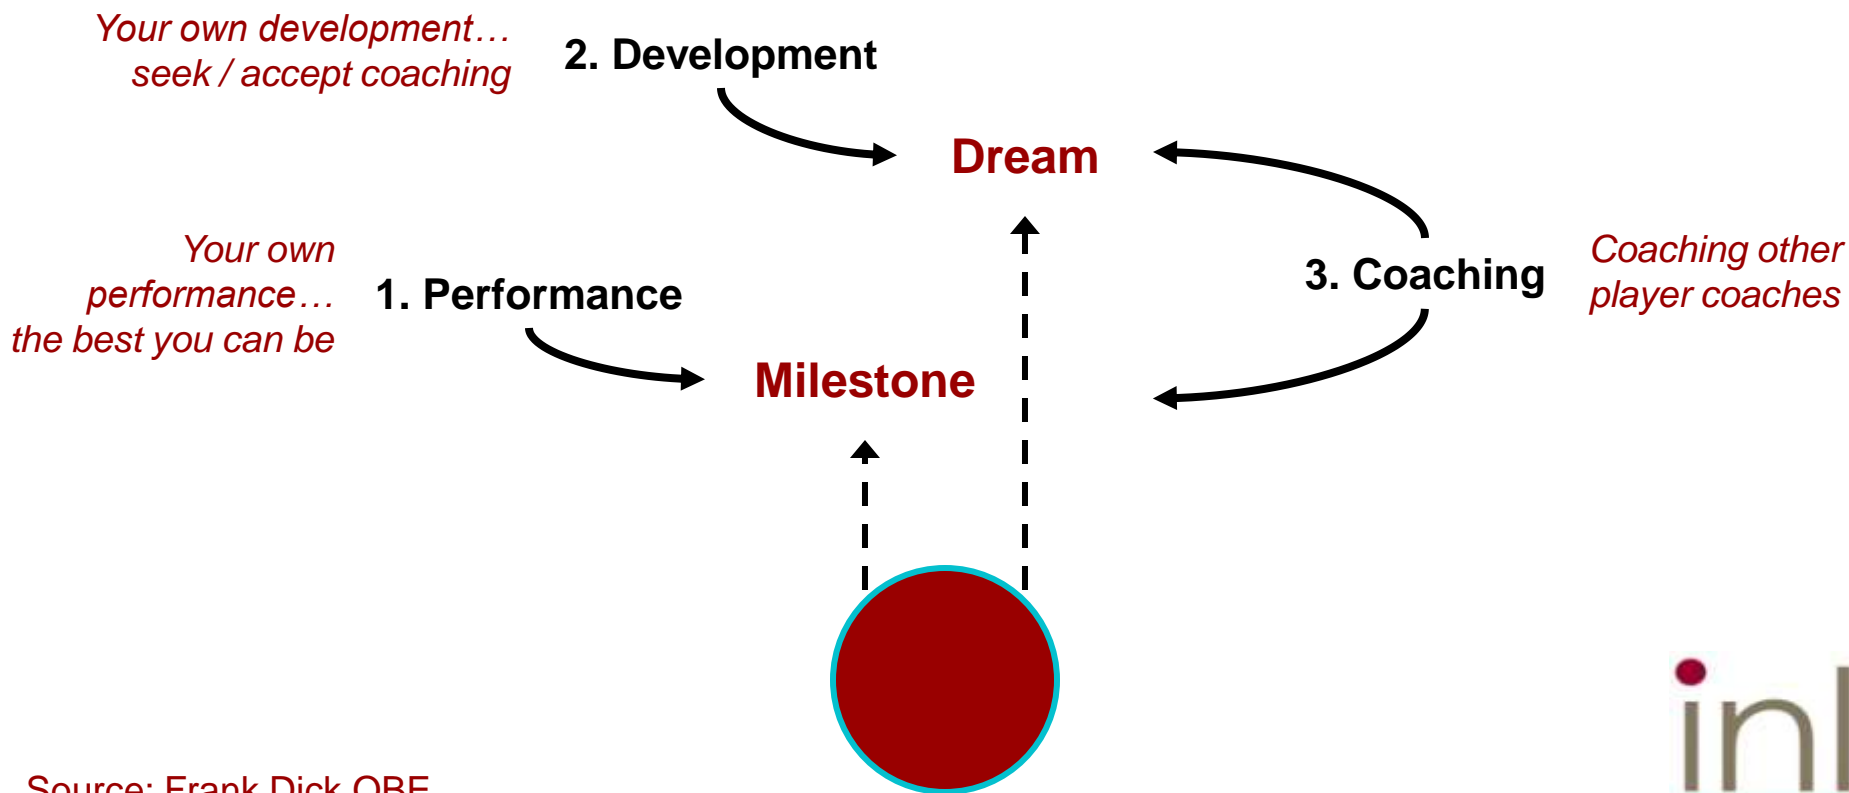 Your own development…
seek / accept coaching
2. Development
Dream
Your own
performance…
the best you can be
1. Performance
3. Coaching
Coaching other
player coaches
Milestone
Source: Frank Dick OBE